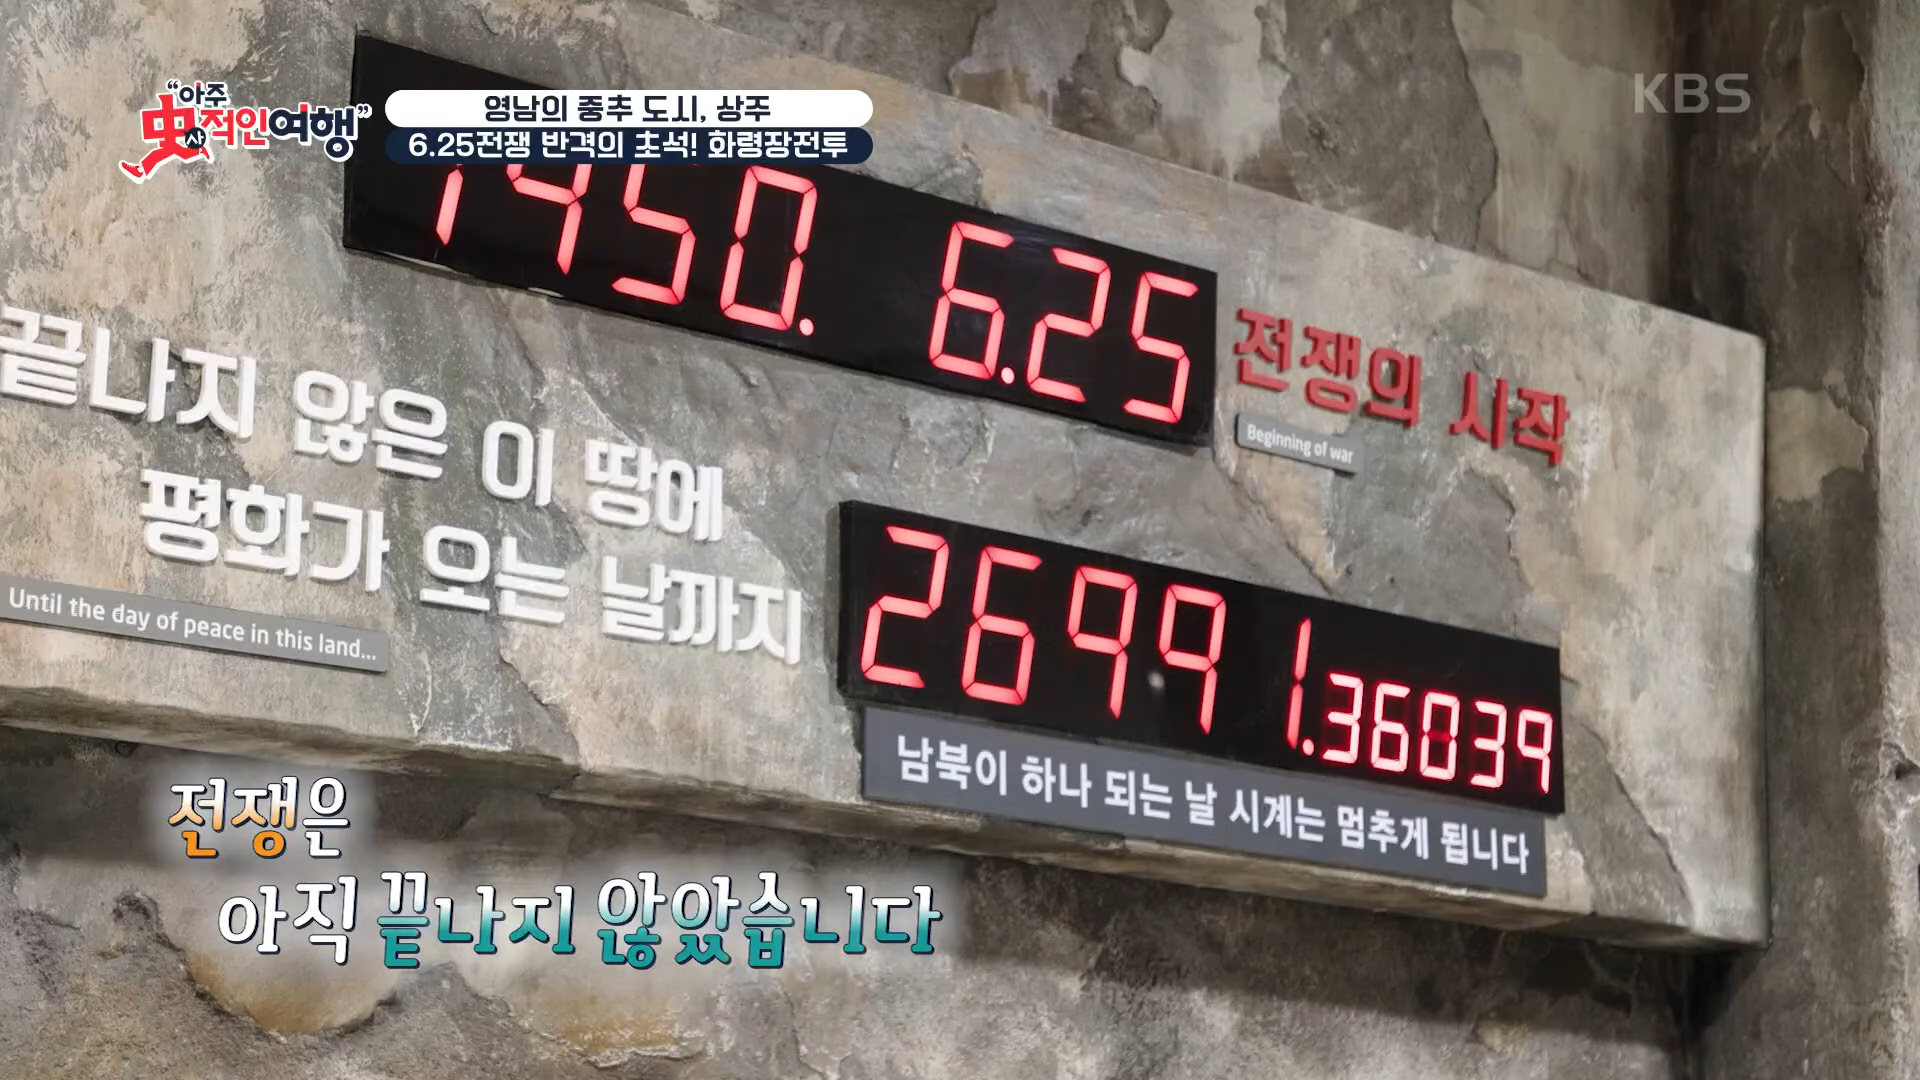 “아주
史사적인여행”
영남의 중추 도시, 상주
6.25전쟁 반격의 초석! 화령장전투
KBS
1950. 6.25
전쟁의 시작
Beginning of war
끝나지 않은 이 땅에
평화가 오는 날까지
Until the day of peace in this land...
26991.36039
남북이 하나 되는 날 시계는 멈추게 됩니다
전쟁은
아직 끝나지 않았습니다